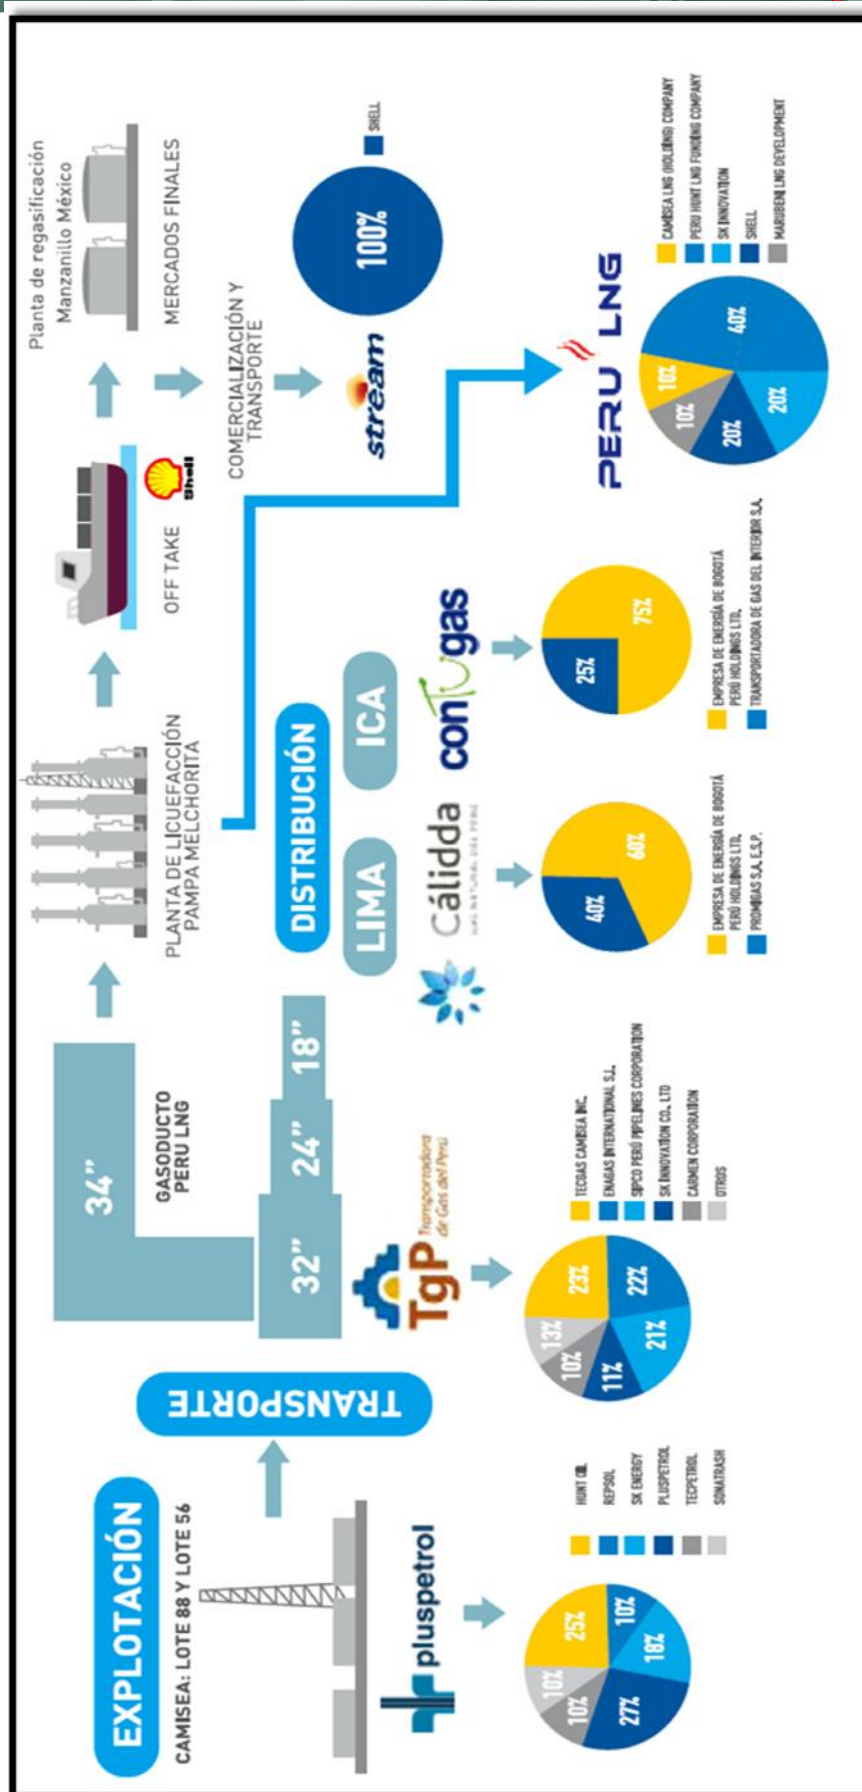 EXPLOTACIÓN
CAMISEA: LOTE 88 Y LOTE 56
pluspetrol
25%
10%
18%
27%
10%
10%
HUNT OIL
REPSOL
SK ENERGY
PLUSPETROL
TECPETROL
SONATRASH
TRANSPORTE
34”
GASODUCTO
PERU LNG
32”
24”
18”
TgP
Transportadora
de Gas del Perú
23%
22%
21%
11%
10%
13%
TECGAS CAMISEA INC.
ENAGAS INTERNATIONAL S.L.
SIPCO PERÚ PIPELINES CORPORATION
SK INNOVATION CO., LTD
CARMEN CORPORATION
OTROS
PLANTA DE LICUEFACCIÓN
PAMPA MELCHORITA
DISTRIBUCIÓN
LIMA
ICA
Cálidda
GAS NATURAL DEL PERÚ
60%
40%
EMPRESA DE ENERGÍA DE BOGOTÁ
PERÚ HOLDINGS LTD.
PROMIGAS S.A. E.S.P.
conTugas
75%
25%
EMPRESA DE ENERGÍA DE BOGOTÁ
PERÚ HOLDINGS LTD.
TRANSPORTADORA DE GAS DEL INTERIOR S.A.
OFF TAKE
Shell
Planta de regasificación
Manzanillo México
MERCADOS FINALES
COMERCIALIZACIÓN Y
TRANSPORTE
stream
100%
SHELL
PERU LNG
10%
40%
20%
20%
10%
CAMISEA LNG (HOLDING) COMPANY
PERU HUNT LNG FUNDING COMPANY
SK INNOVATION
SHELL
MARUBENI LNG DEVELOPMENT